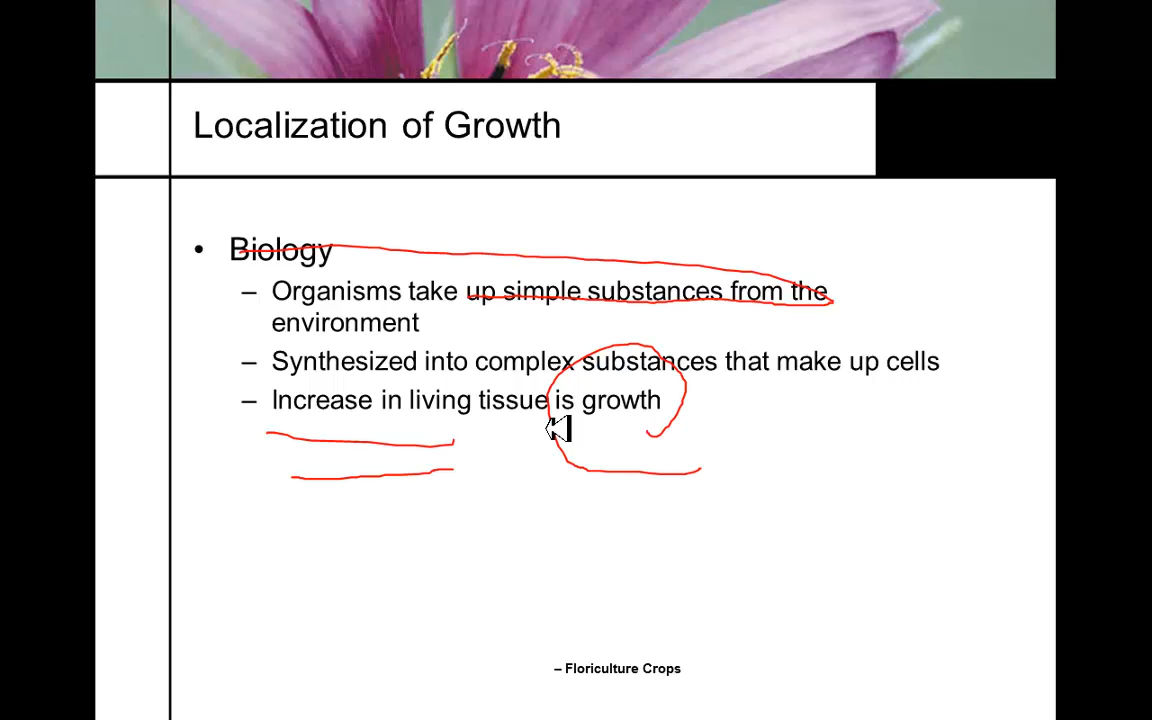 Localization of Growth
• Biology
– Organisms take up simple substances from the
environment
– Synthesized into complex substances that make up cells
– Increase in living tissue is growth
– Floriculture Crops